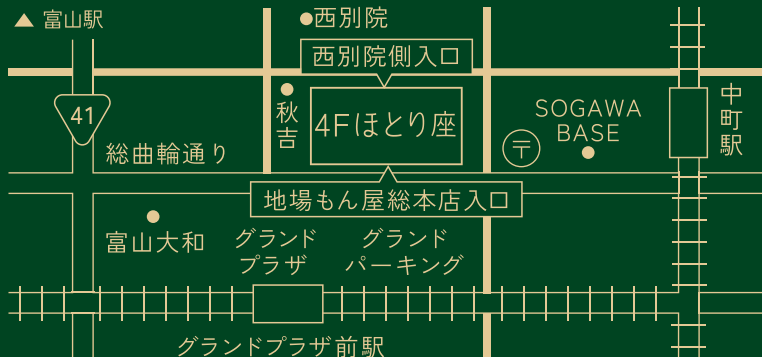 富山駅
西別院
西別院側入口
41
秋吉
4Fほとり座
SOGAWA
BASE
〒
中町駅
総曲輪通り
地場もん屋総本店入口
富山大和
グランド
プラザ
グランド
パーキング
グランドプラザ前駅